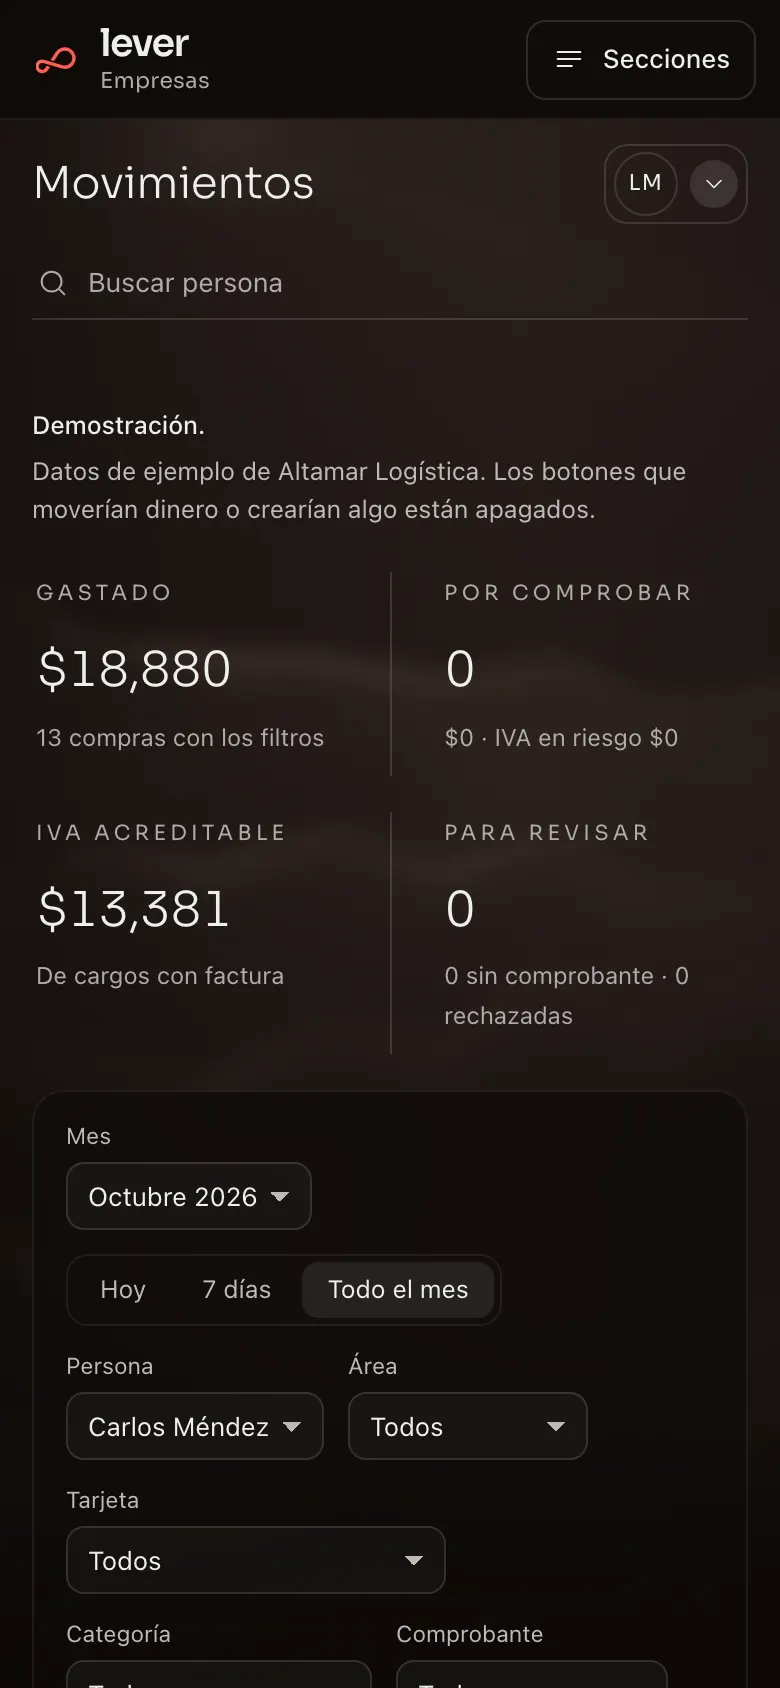 lever
Empresas
Secciones
Movimientos
LM
Buscar persona
Demostración.
Datos de ejemplo de Altamar Logística. Los botones que
moverían dinero o crearían algo están apagados.
GASTADO
$18,880
13 compras con los filtros
POR COMPROBAR
0
$0 · IVA en riesgo $0
IVA ACREDITABLE
$13,381
De cargos con factura
PARA REVISAR
0
0 sin comprobante · 0
rechazadas
Mes
Octubre 2026
Hoy
7 días
Todo el mes
Persona
Área
Carlos Méndez
Todos
Tarjeta
Todos
Categoría
Comprobante